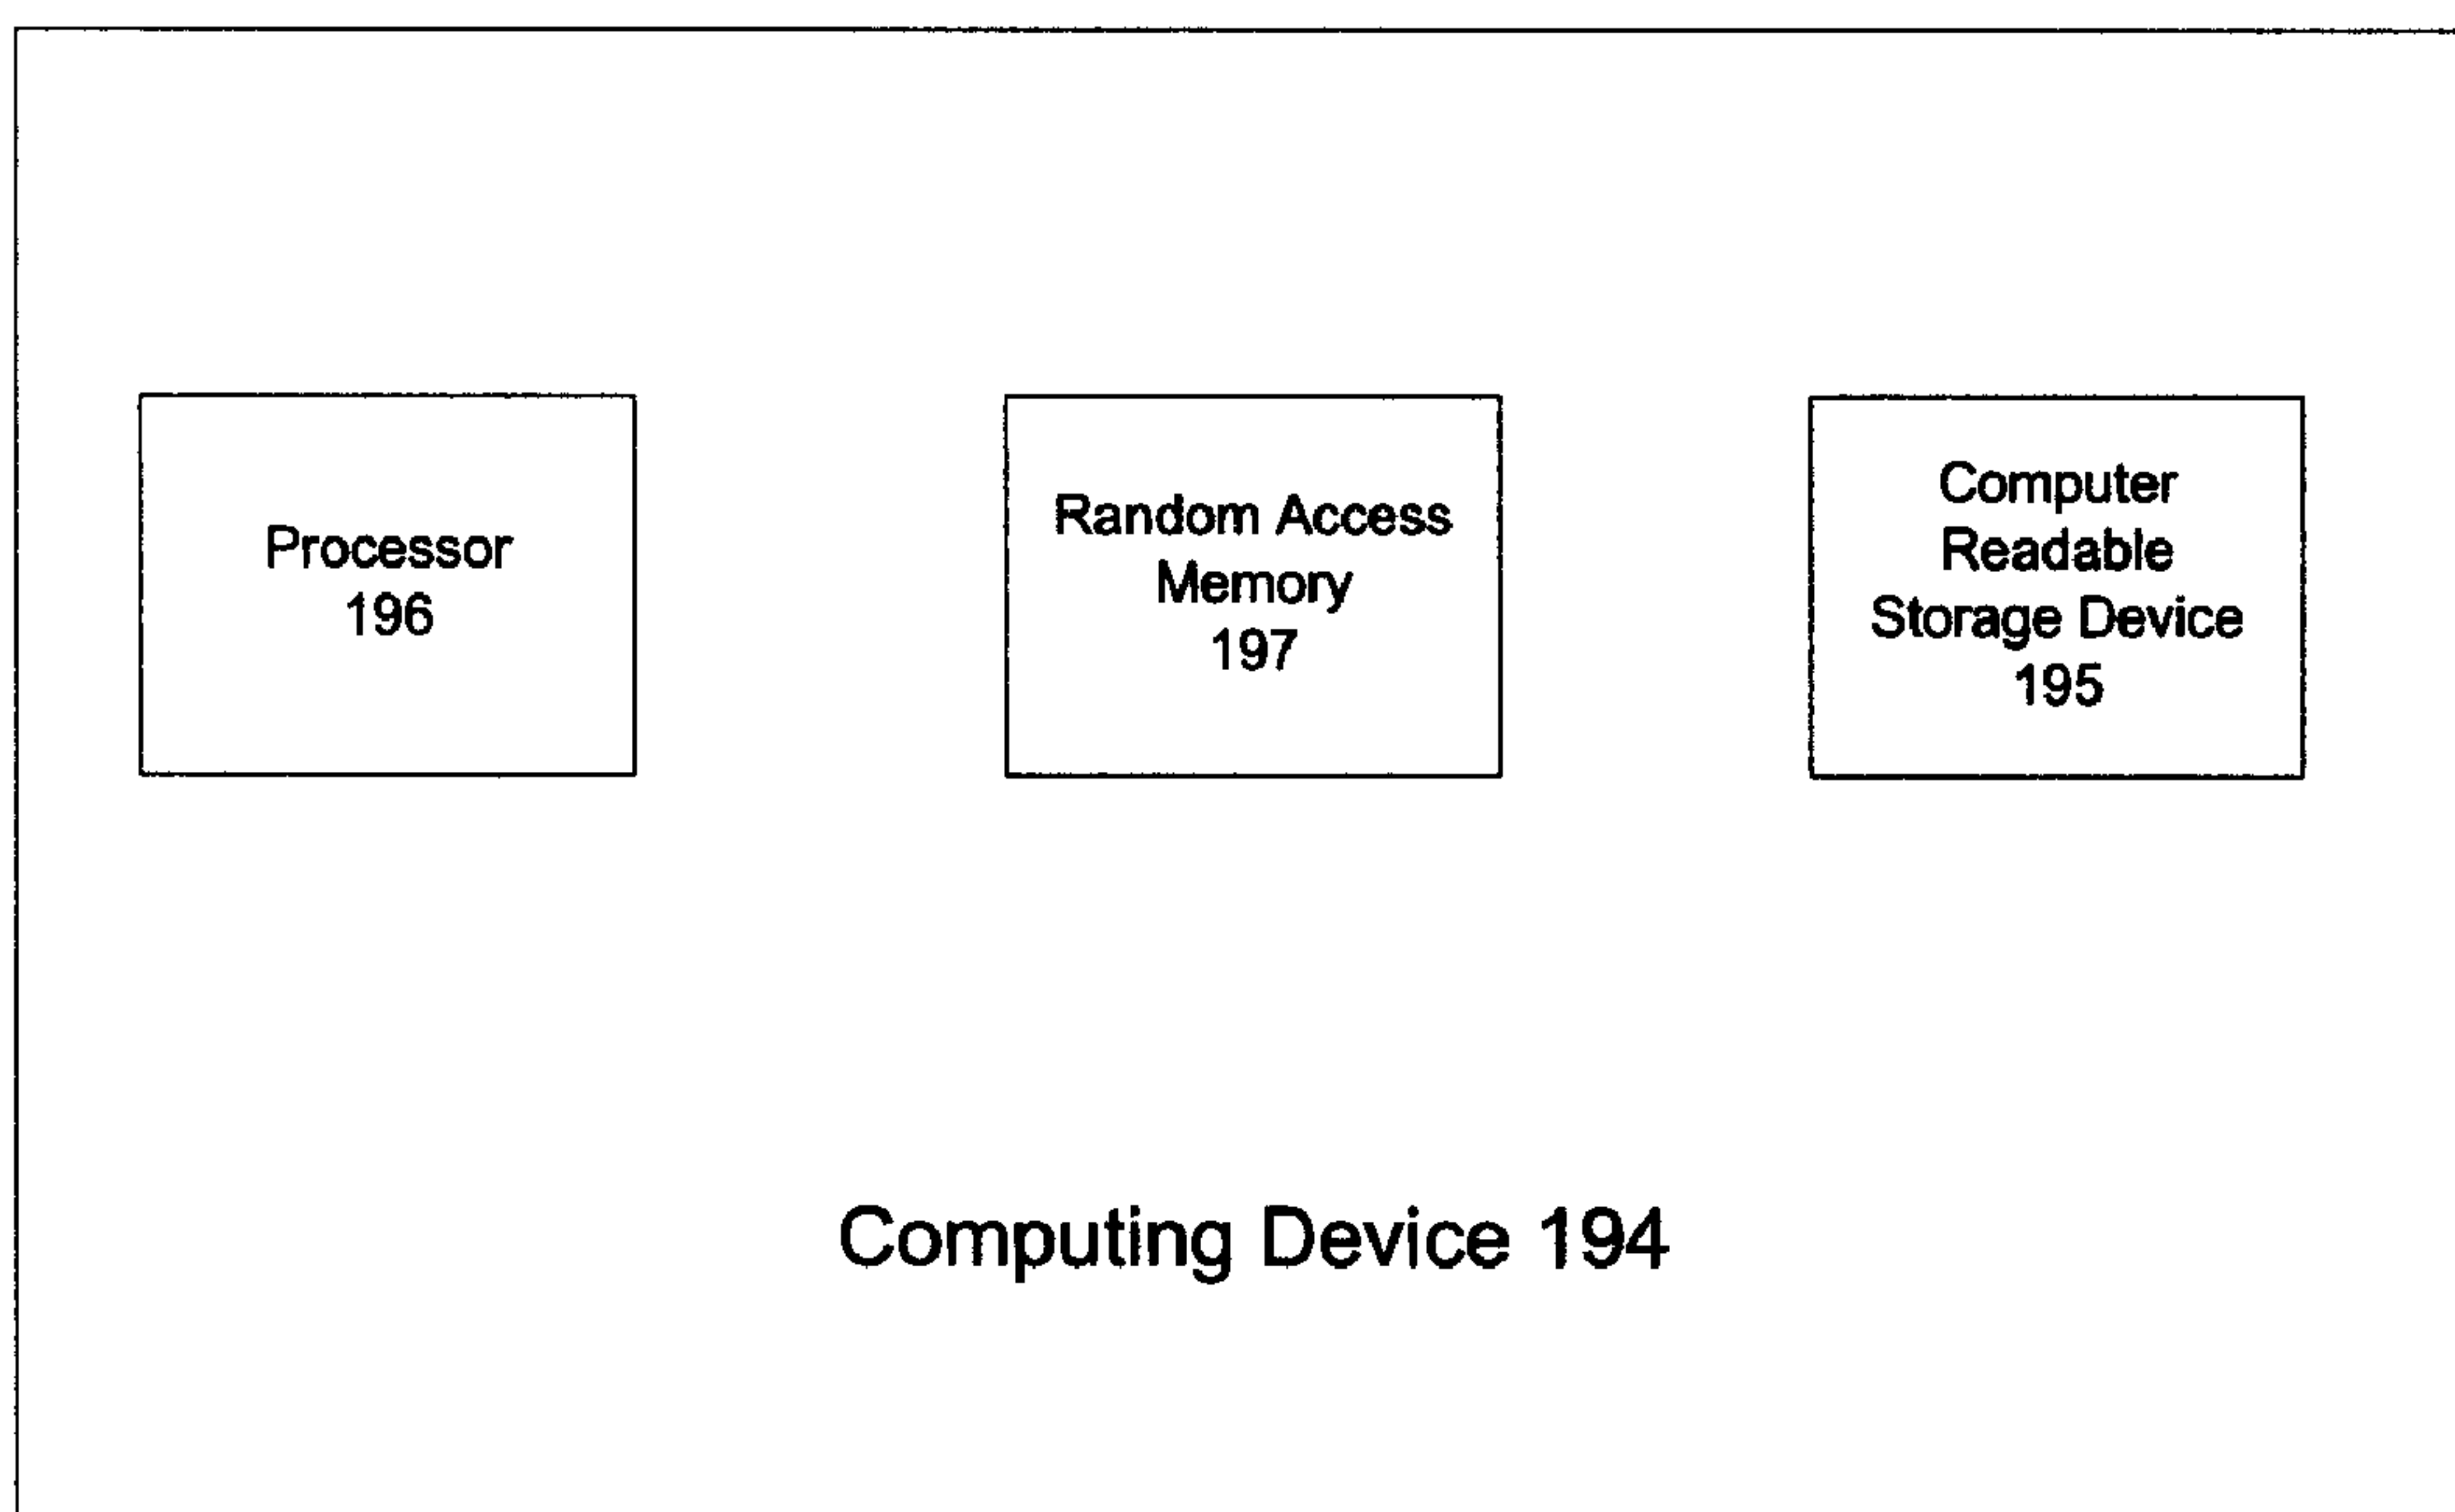 Processor
196
Random Access
Memory
197
Computer
Readable
Storage Device
195
Computing Device 194